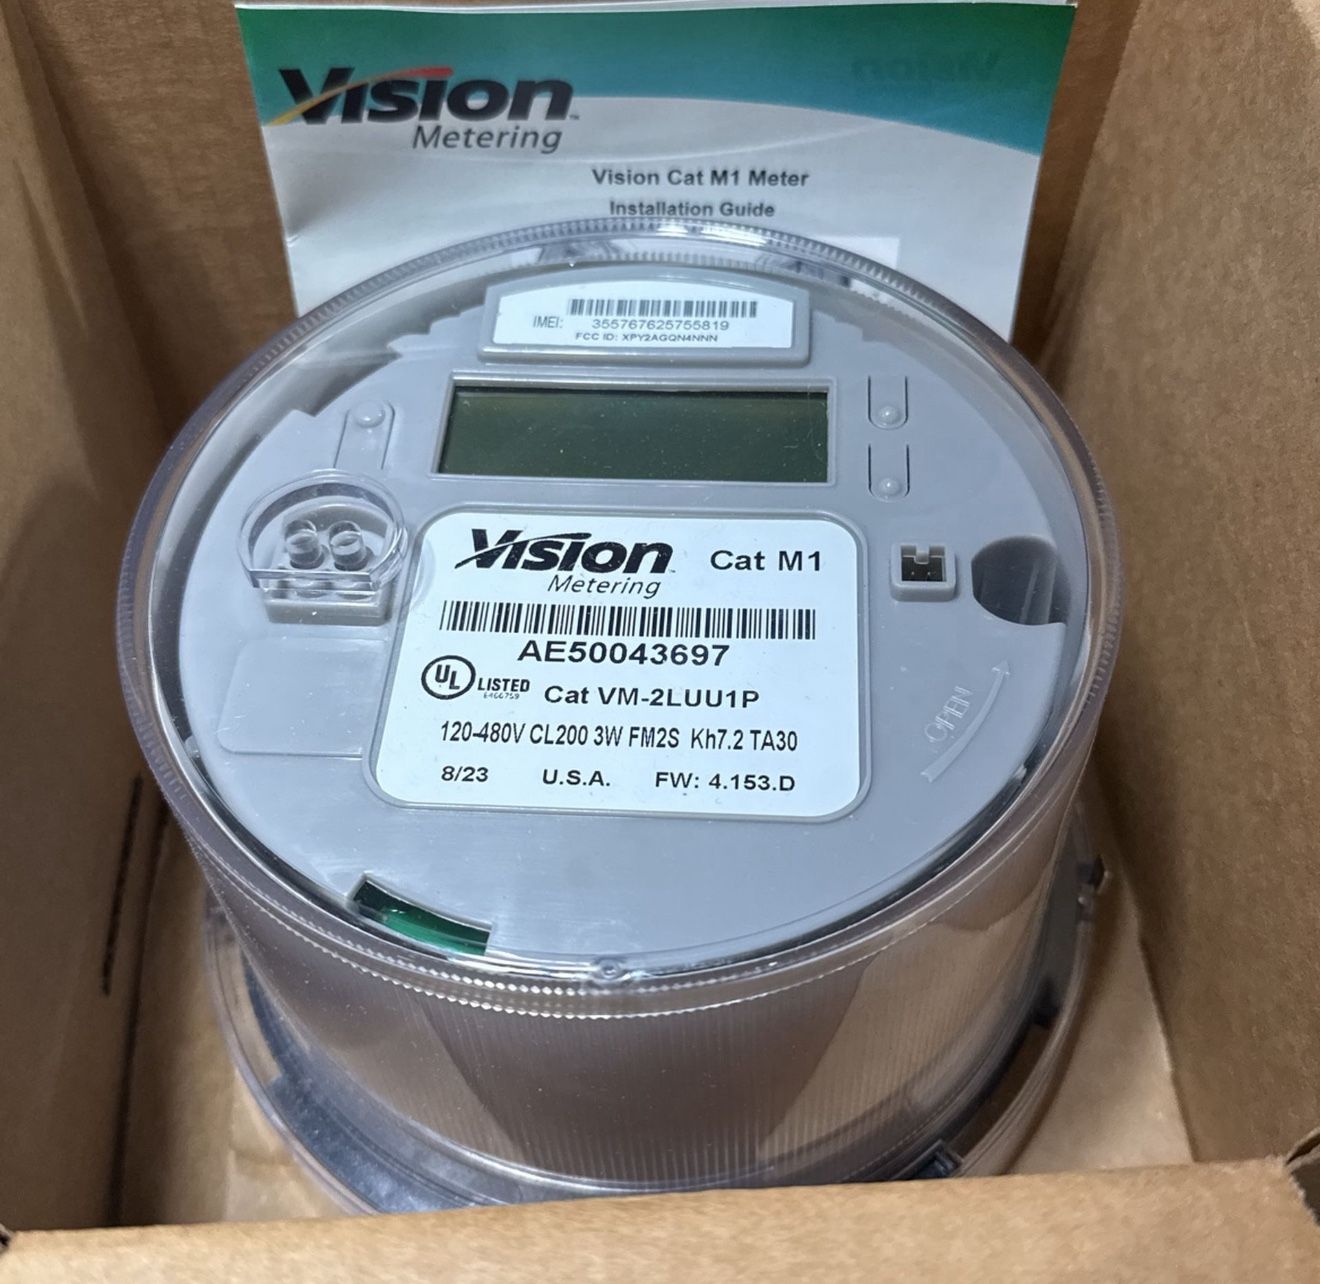 Vision
Metering
Vision Cat M1 Meter
Installation Guide
IMEI: 355767625755819
FCC ID: XPY2AGQN4NNN
Vision Cat M1
Metering
AE50043697
UL LISTED
E466759
Cat VM-2LUU1P
120-480V CL200 3W FM2S Kh7.2 TA30
8/23 U.S.A. FW: 4.153.D
OPEN